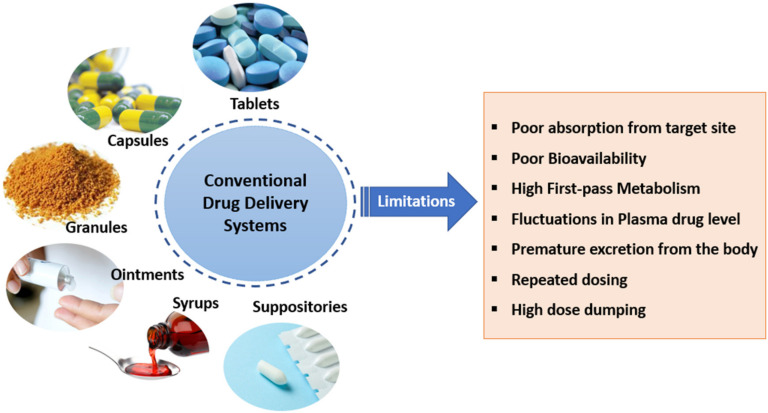 Tablets
Capsules
Granules
Ointments
Syrups
Suppositories
Conventional
Drug Delivery
Systems
Limitations
▪ Poor absorption from target site
▪ Poor Bioavailability
▪ High First-pass Metabolism
▪ Fluctuations in Plasma drug level
▪ Premature excretion from the body
▪ Repeated dosing
▪ High dose dumping